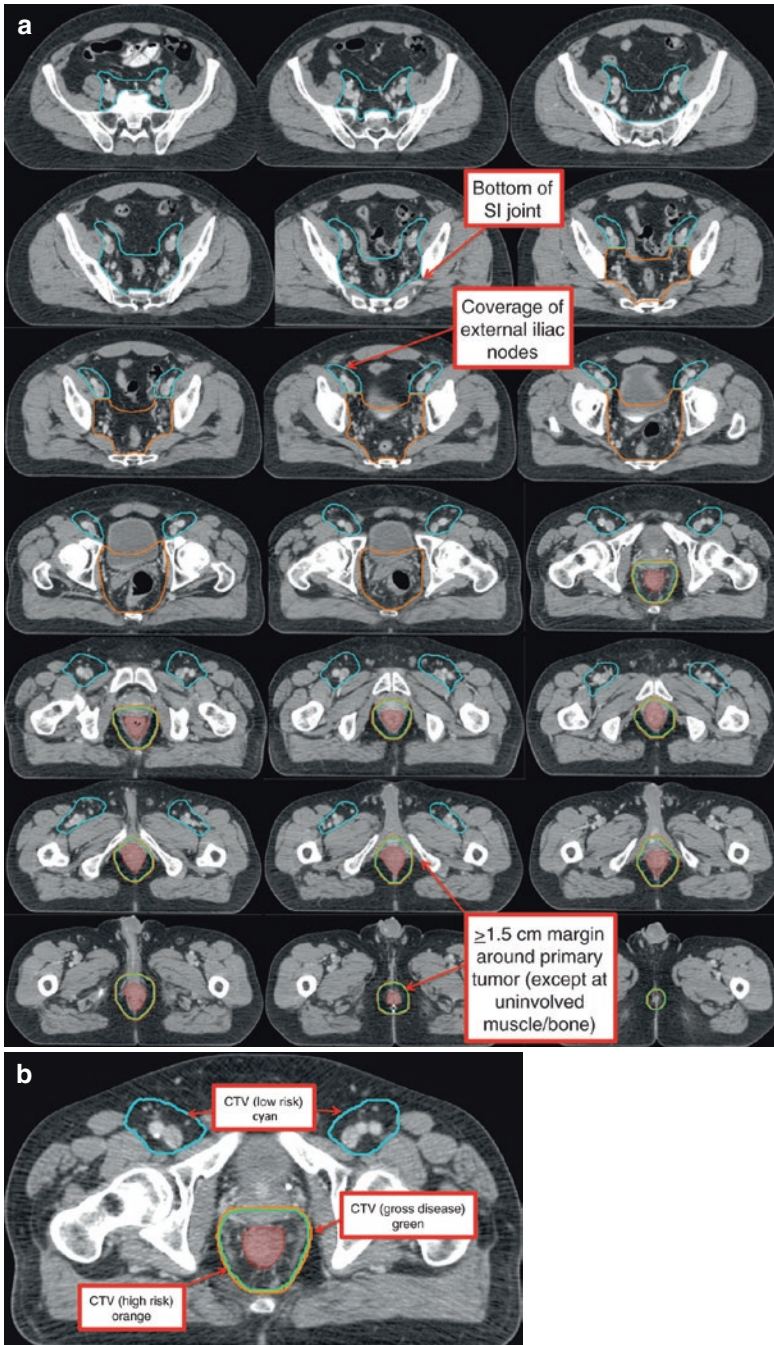 a
Bottom of
SI joint
Coverage of
external iliac
nodes
≥1.5 cm margin
around primary
tumor (except at
uninvolved
muscle/bone)
b
CTV (low risk)
cyan
CTV (gross disease)
green
CTV (high risk)
orange